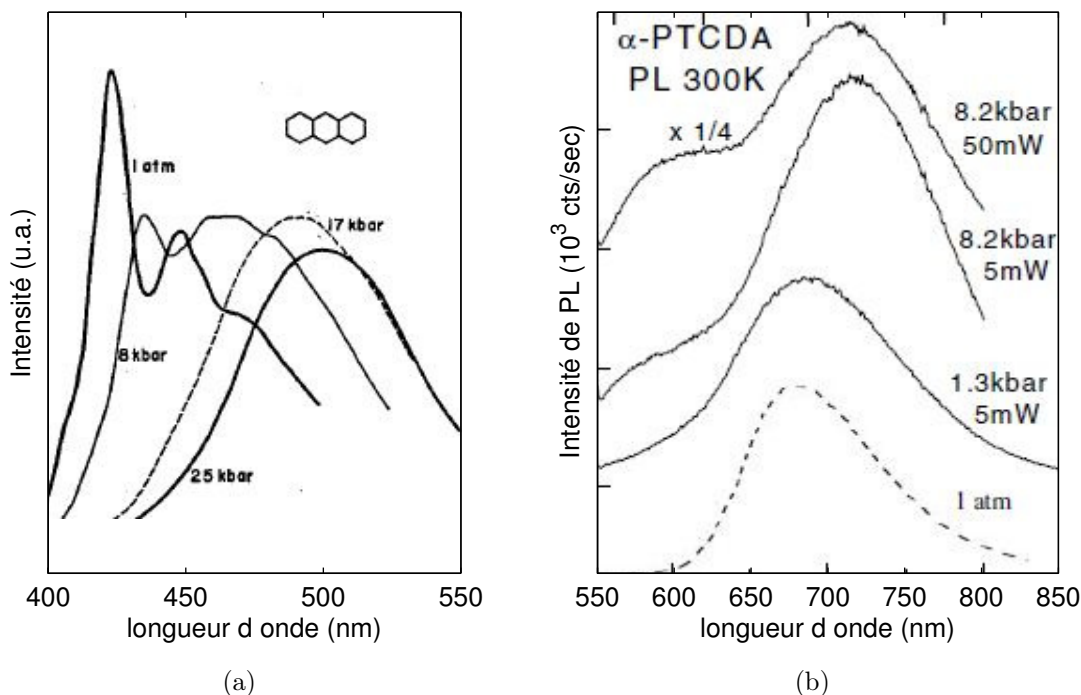 Intensité (u.a.)
1 atm
8 kbar
17 kbar
25 kbar
400 450 500 550
longueur d onde (nm)
(a)
Intensité de PL (10³ cts/sec)
α-PTCDA
PL 300K
x 1/4
8.2kbar
50mW
8.2kbar
5mW
1.3kbar
5mW
1 atm
550 600 650 700 750 800 850
longueur d onde (nm)
(b)